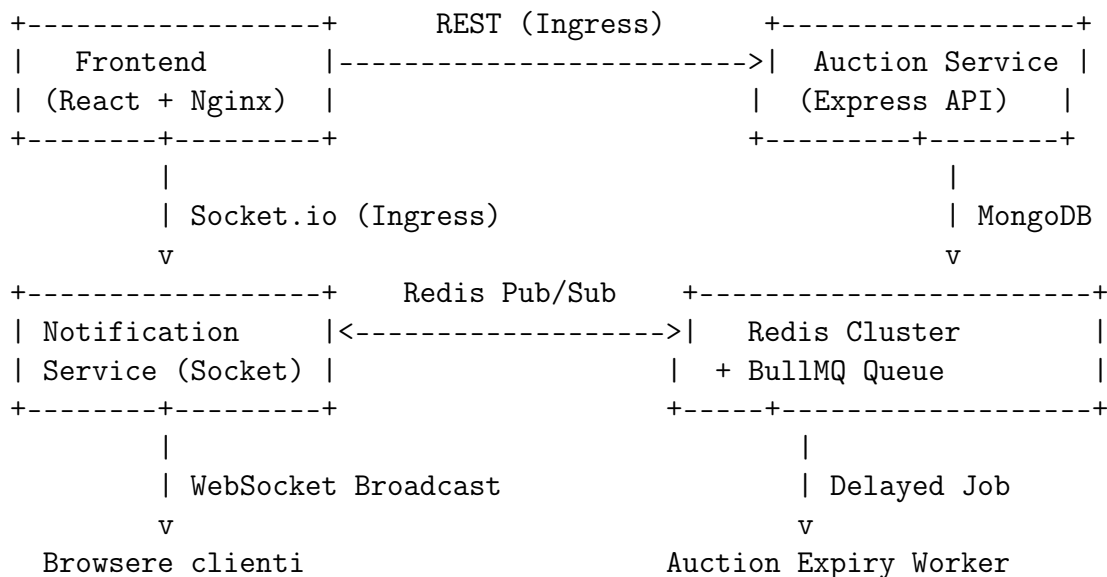 +------------------+      REST (Ingress)        +------------------+
|   Frontend       |------------------------->|  Auction Service |
| (React + Nginx)  |                          |  (Express API)   |
+--------+---------+                          +---------+--------+
         |                                              |
         | Socket.io (Ingress)                          | MongoDB
         v                                              v
+------------------+    Redis Pub/Sub    +------------------------+
| Notification     |<------------------->|   Redis Cluster        |
| Service (Socket) |                     |  + BullMQ Queue        |
+--------+---------+                     +-----+------------------+
         |                                       |
         | WebSocket Broadcast                   | Delayed Job
         v                                       v
  Browsere clienti                       Auction Expiry Worker